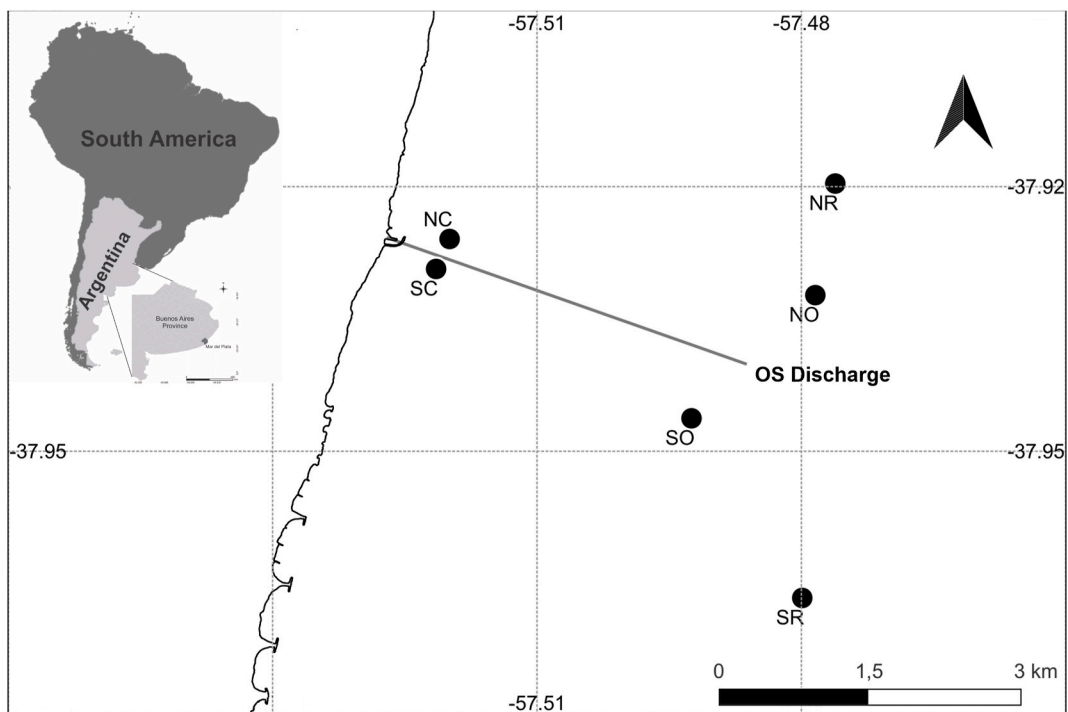 -57.51
-57.48
South America
NR
-37.92
NC
Argentina
SC
Buenos Aires
Province
NO
Mar del Plata
OS Discharge
SO
-37.95
-37.95
SR
0
1,5
3 km
-57.51